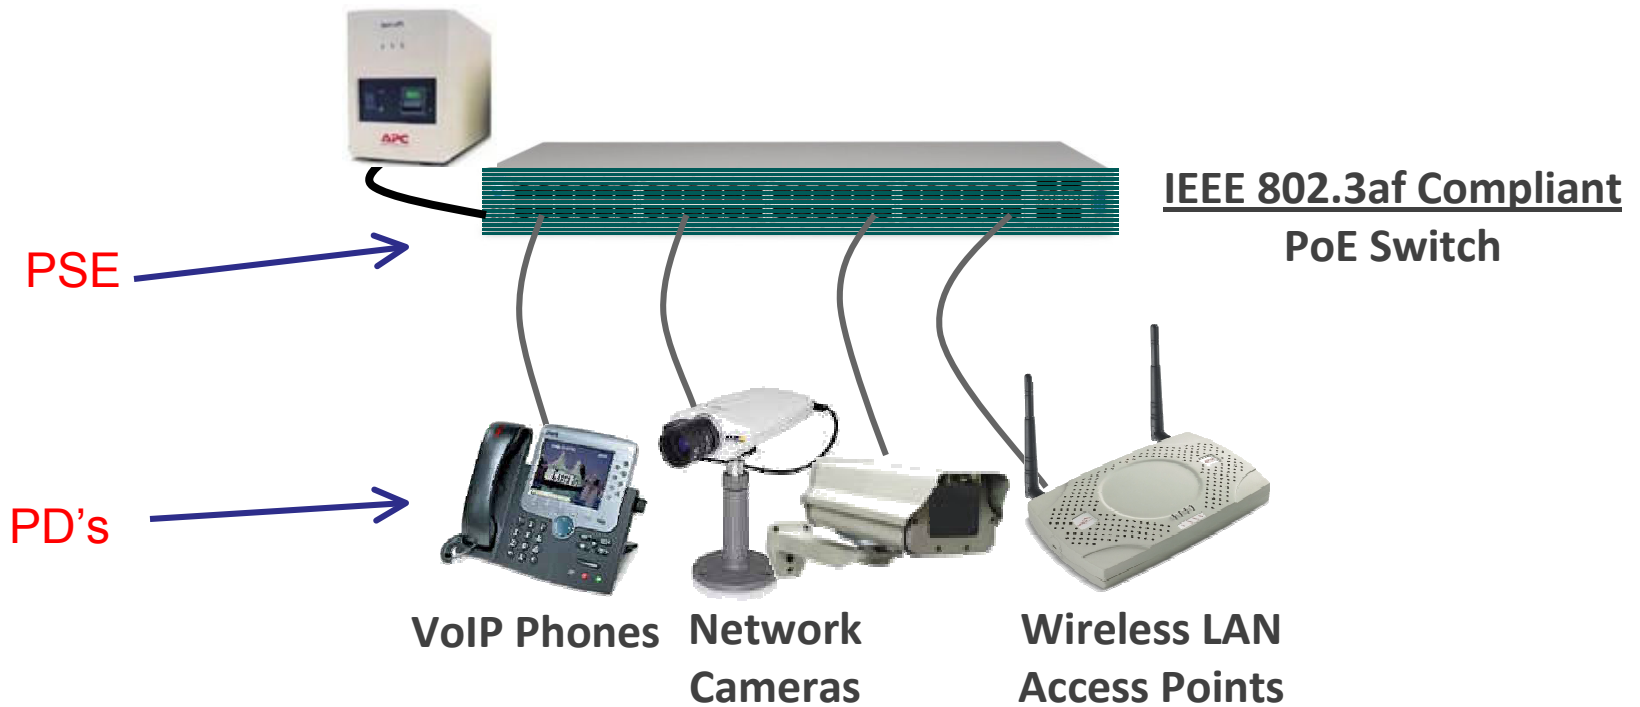 APC
IEEE 802.3af Compliant
PoE Switch
PSE
PD's
VoIP Phones
Network
Cameras
Wireless LAN
Access Points